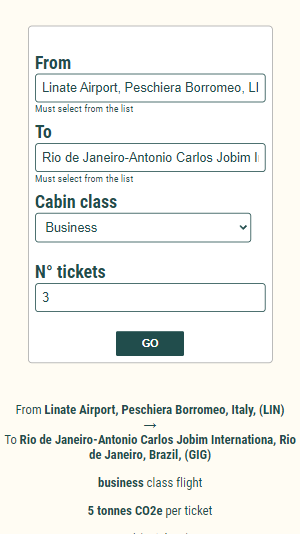 From
Linate Airport, Peschiera Borromeo, LI
Must select from the list
To
Rio de Janeiro-Antonio Carlos Jobim I
Must select from the list
Cabin class
Business
N° tickets
3
GO
From Linate Airport, Peschiera Borromeo, Italy, (LIN)
→
To Rio de Janeiro-Antonio Carlos Jobim Internationa, Rio
de Janeiro, Brazil, (GIG)
business class flight
5 tonnes CO2e per ticket